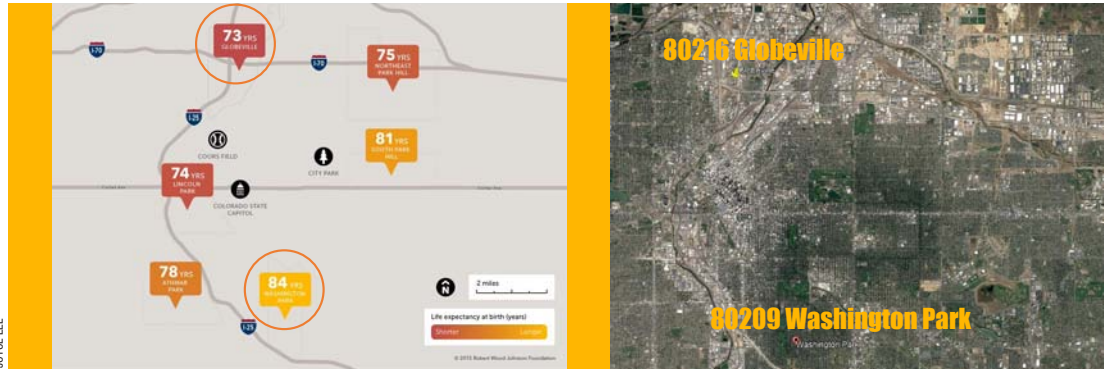 73 YRS
GLOBEVILLE
I-70
I-70
75 YRS
NORTHEAST
PARK HILL
I-25
COORS FIELD
81 YRS
SOUTH PARK
HILL
CITY PARK
74 YRS
LINCOLN
PARK
COLORADO STATE
CAPITOL
78 YRS
ATHMAR
PARK
84 YRS
WASHINGTON
PARK
I-25
N
2 miles
Life expectancy at birth (years)
Shorter
Longer
© 2015 Robert Wood Johnson Foundation
80216 Globeville
80209 Washington Park
Washington Park